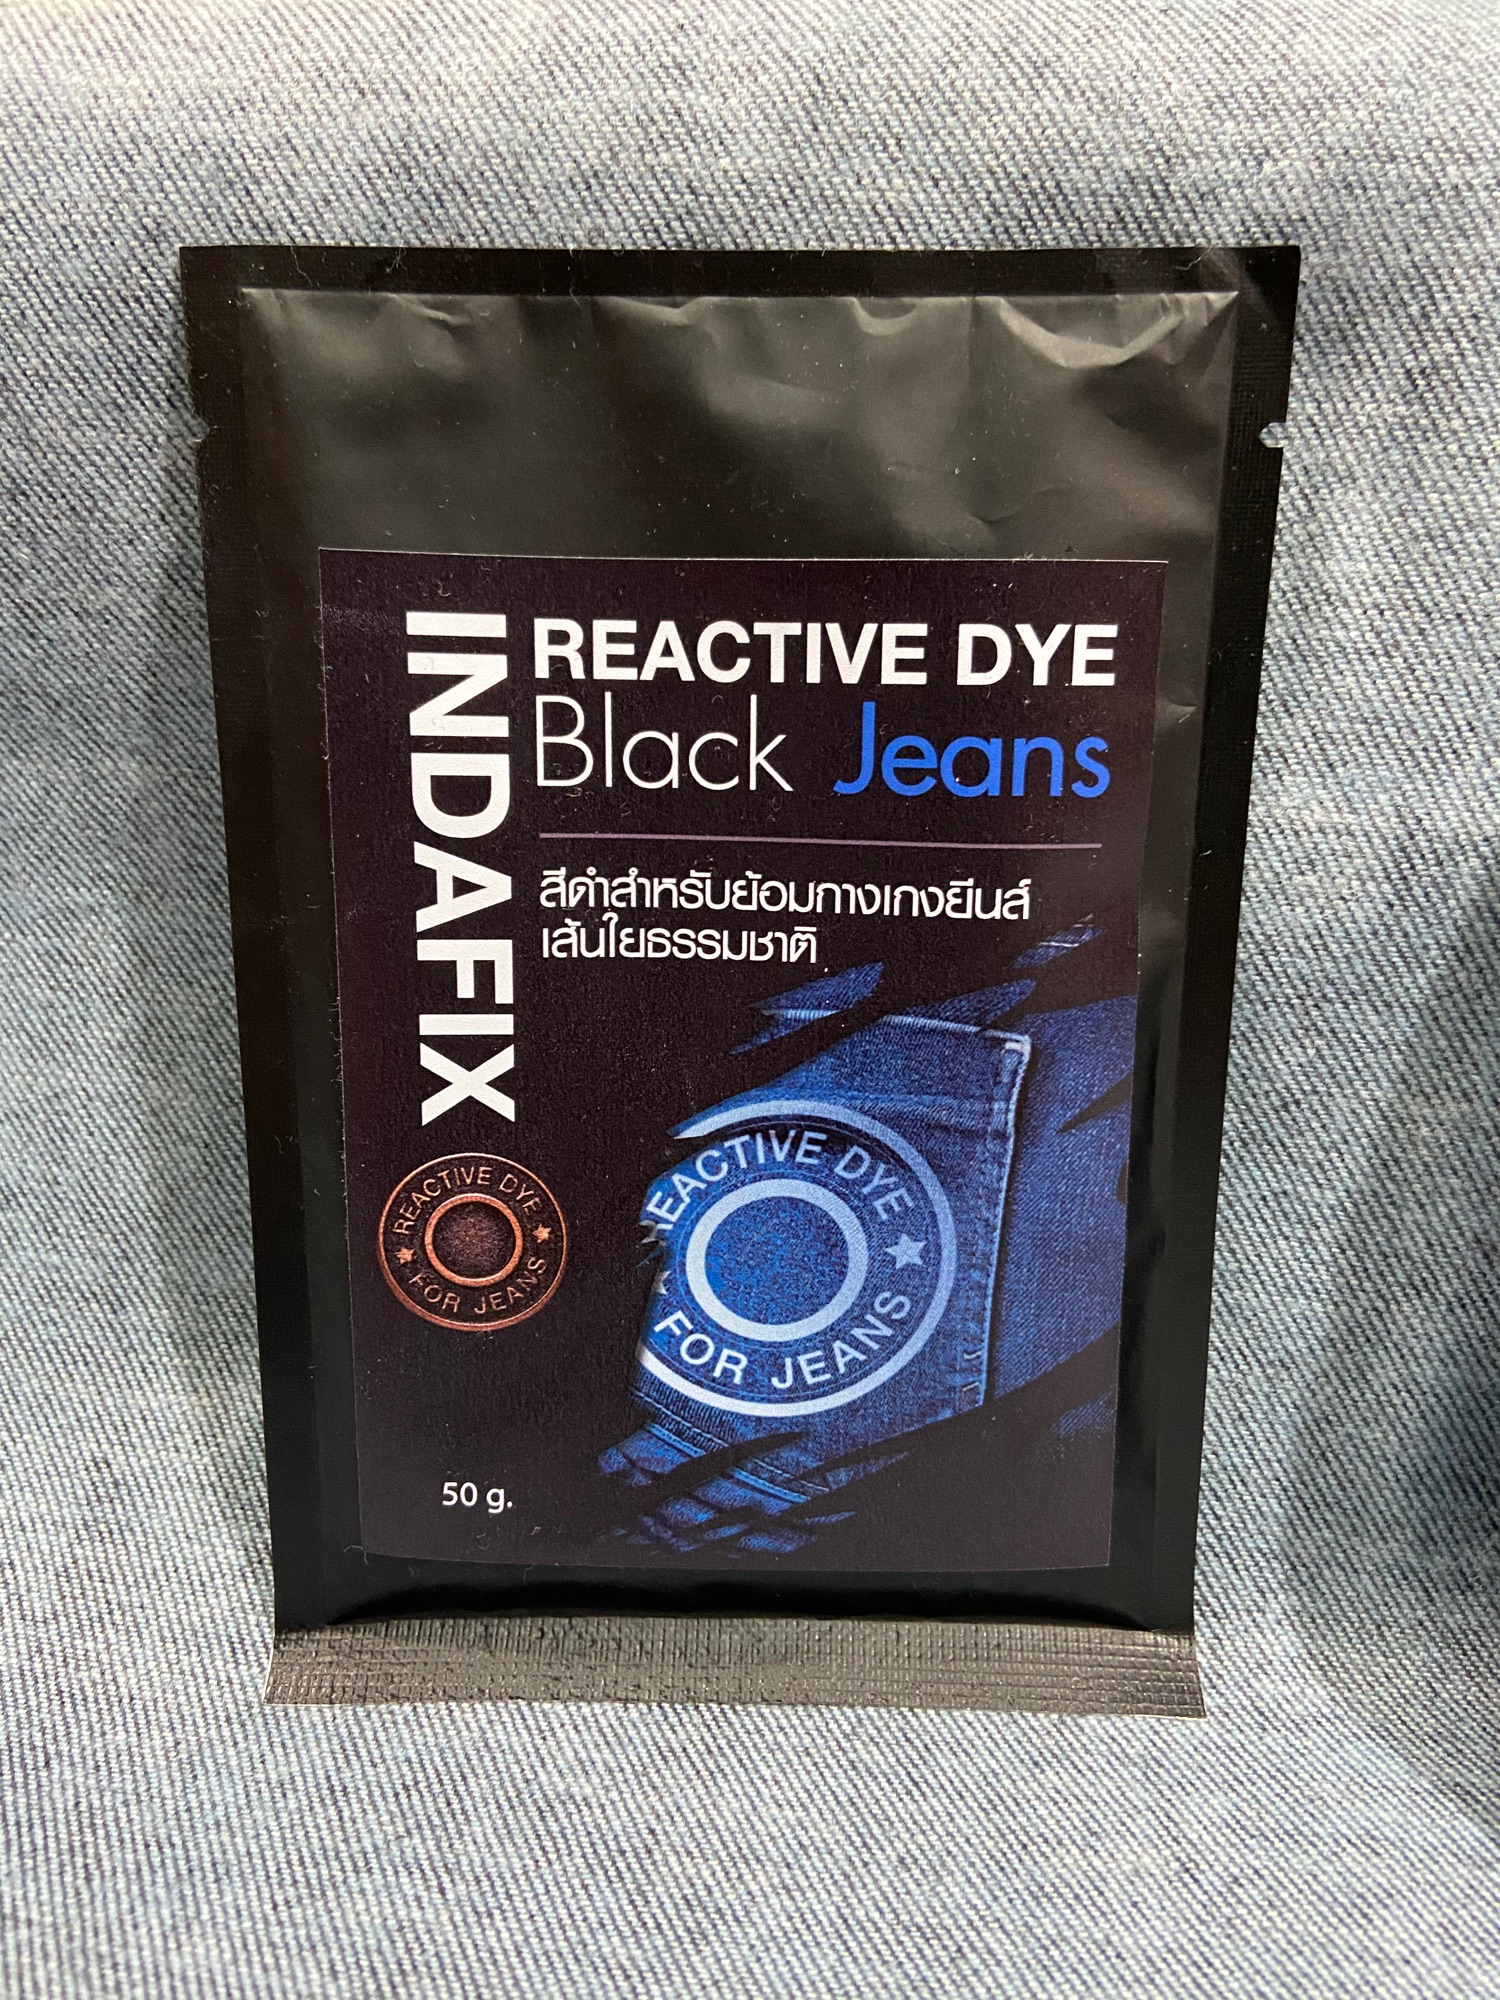 INDAFIX
REACTIVE DYE
Black Jeans
สีดำสำหรับย้อมกางเกงยีนส์
เส้นใยธรรมชาติ
REACTIVE DYE
FOR JEANS
REACTIVE DYE
FOR JEANS
50 g.